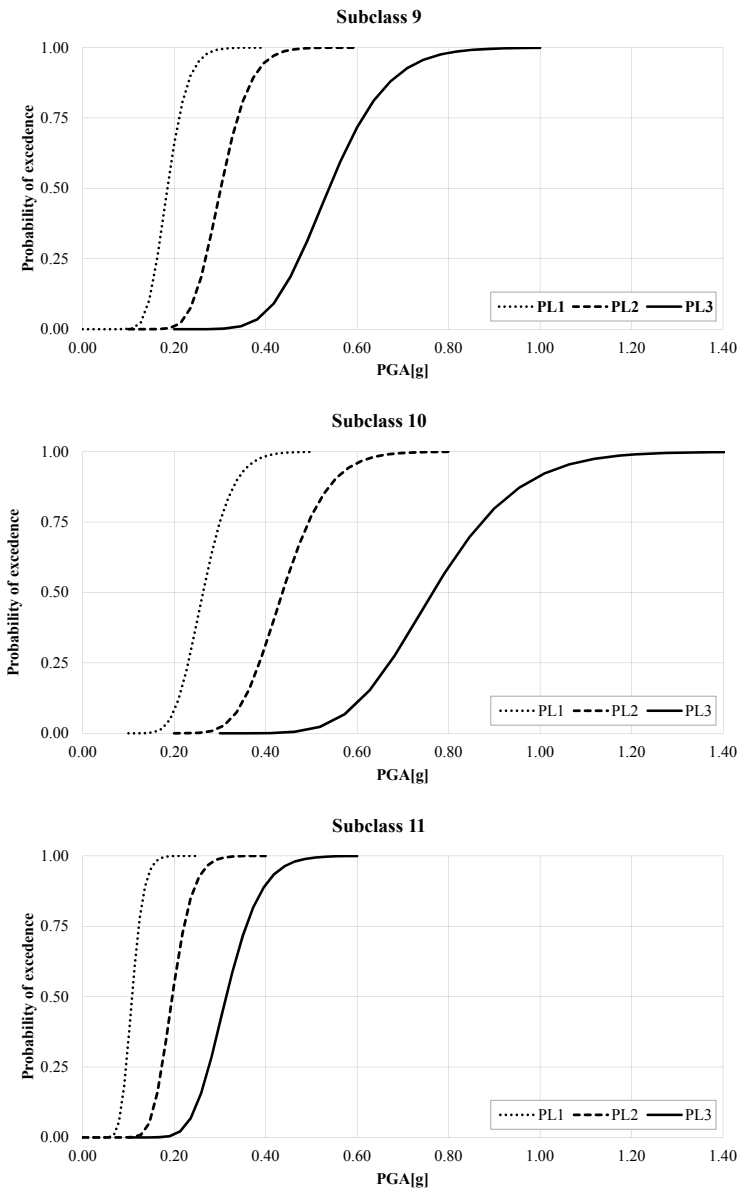 Subclass 9
1.00
0.75
0.50
0.25
0.00
Probability of exceedence
0.00 0.20 0.40 0.60 0.80 1.00 1.20 1.40
PGA[g]
PL1 PL2 PL3
Subclass 10
1.00
0.75
0.50
0.25
0.00
Probability of excedence
0.00 0.20 0.40 0.60 0.80 1.00 1.20 1.40
PGA[g]
PL1 PL2 PL3
Subclass 11
1.00
0.75
0.50
0.25
0.00
Probability of excedence
0.00 0.20 0.40 0.60 0.80 1.00 1.20 1.40
PGA[g]
PL1 PL2 PL3